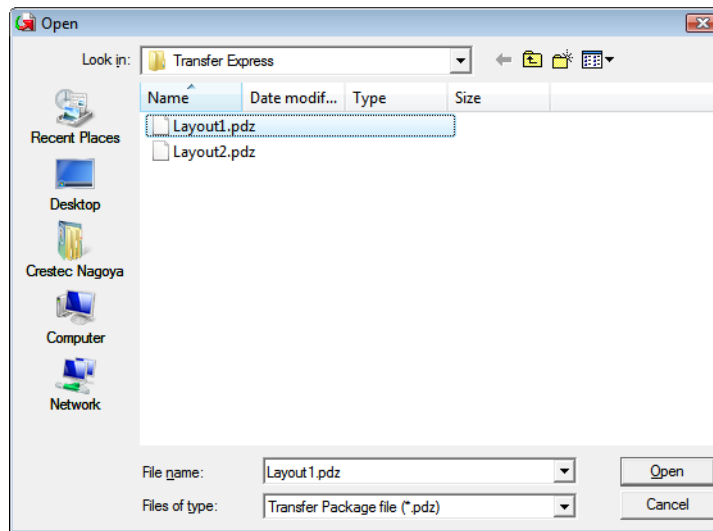 Open
Look in:
Transfer Express
Name
Date modif...
Type
Size
Layout1.pdz
Layout2.pdz
Recent Places
Desktop
Crestec Nagoya
Computer
Network
File name:
Layout1.pdz
Open
Files of type:
Transfer Package file (*.pdz)
Cancel